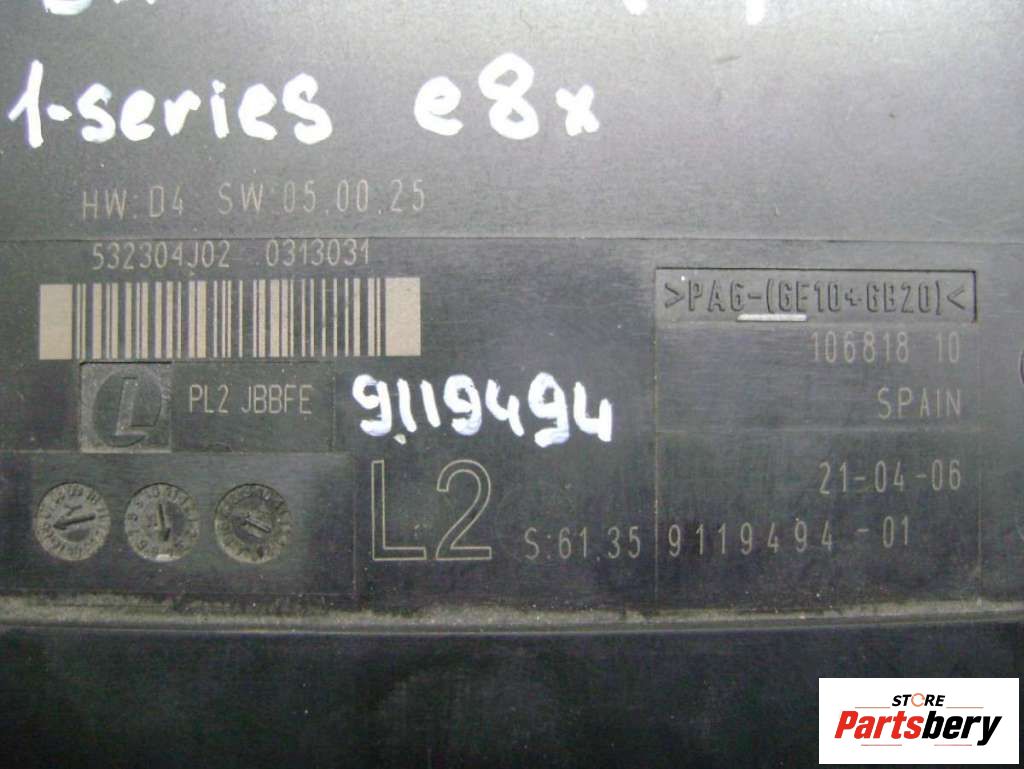 1-series e8x
HW:D4 SW:05.00.25
532304J02 0313031
>PA6-(GF10+GB20)<
106818 10
L PL2 JBBFE
9119494
SPAIN
21-04-06
L2
S:61.35 9119494-01
STORE
Partsbery